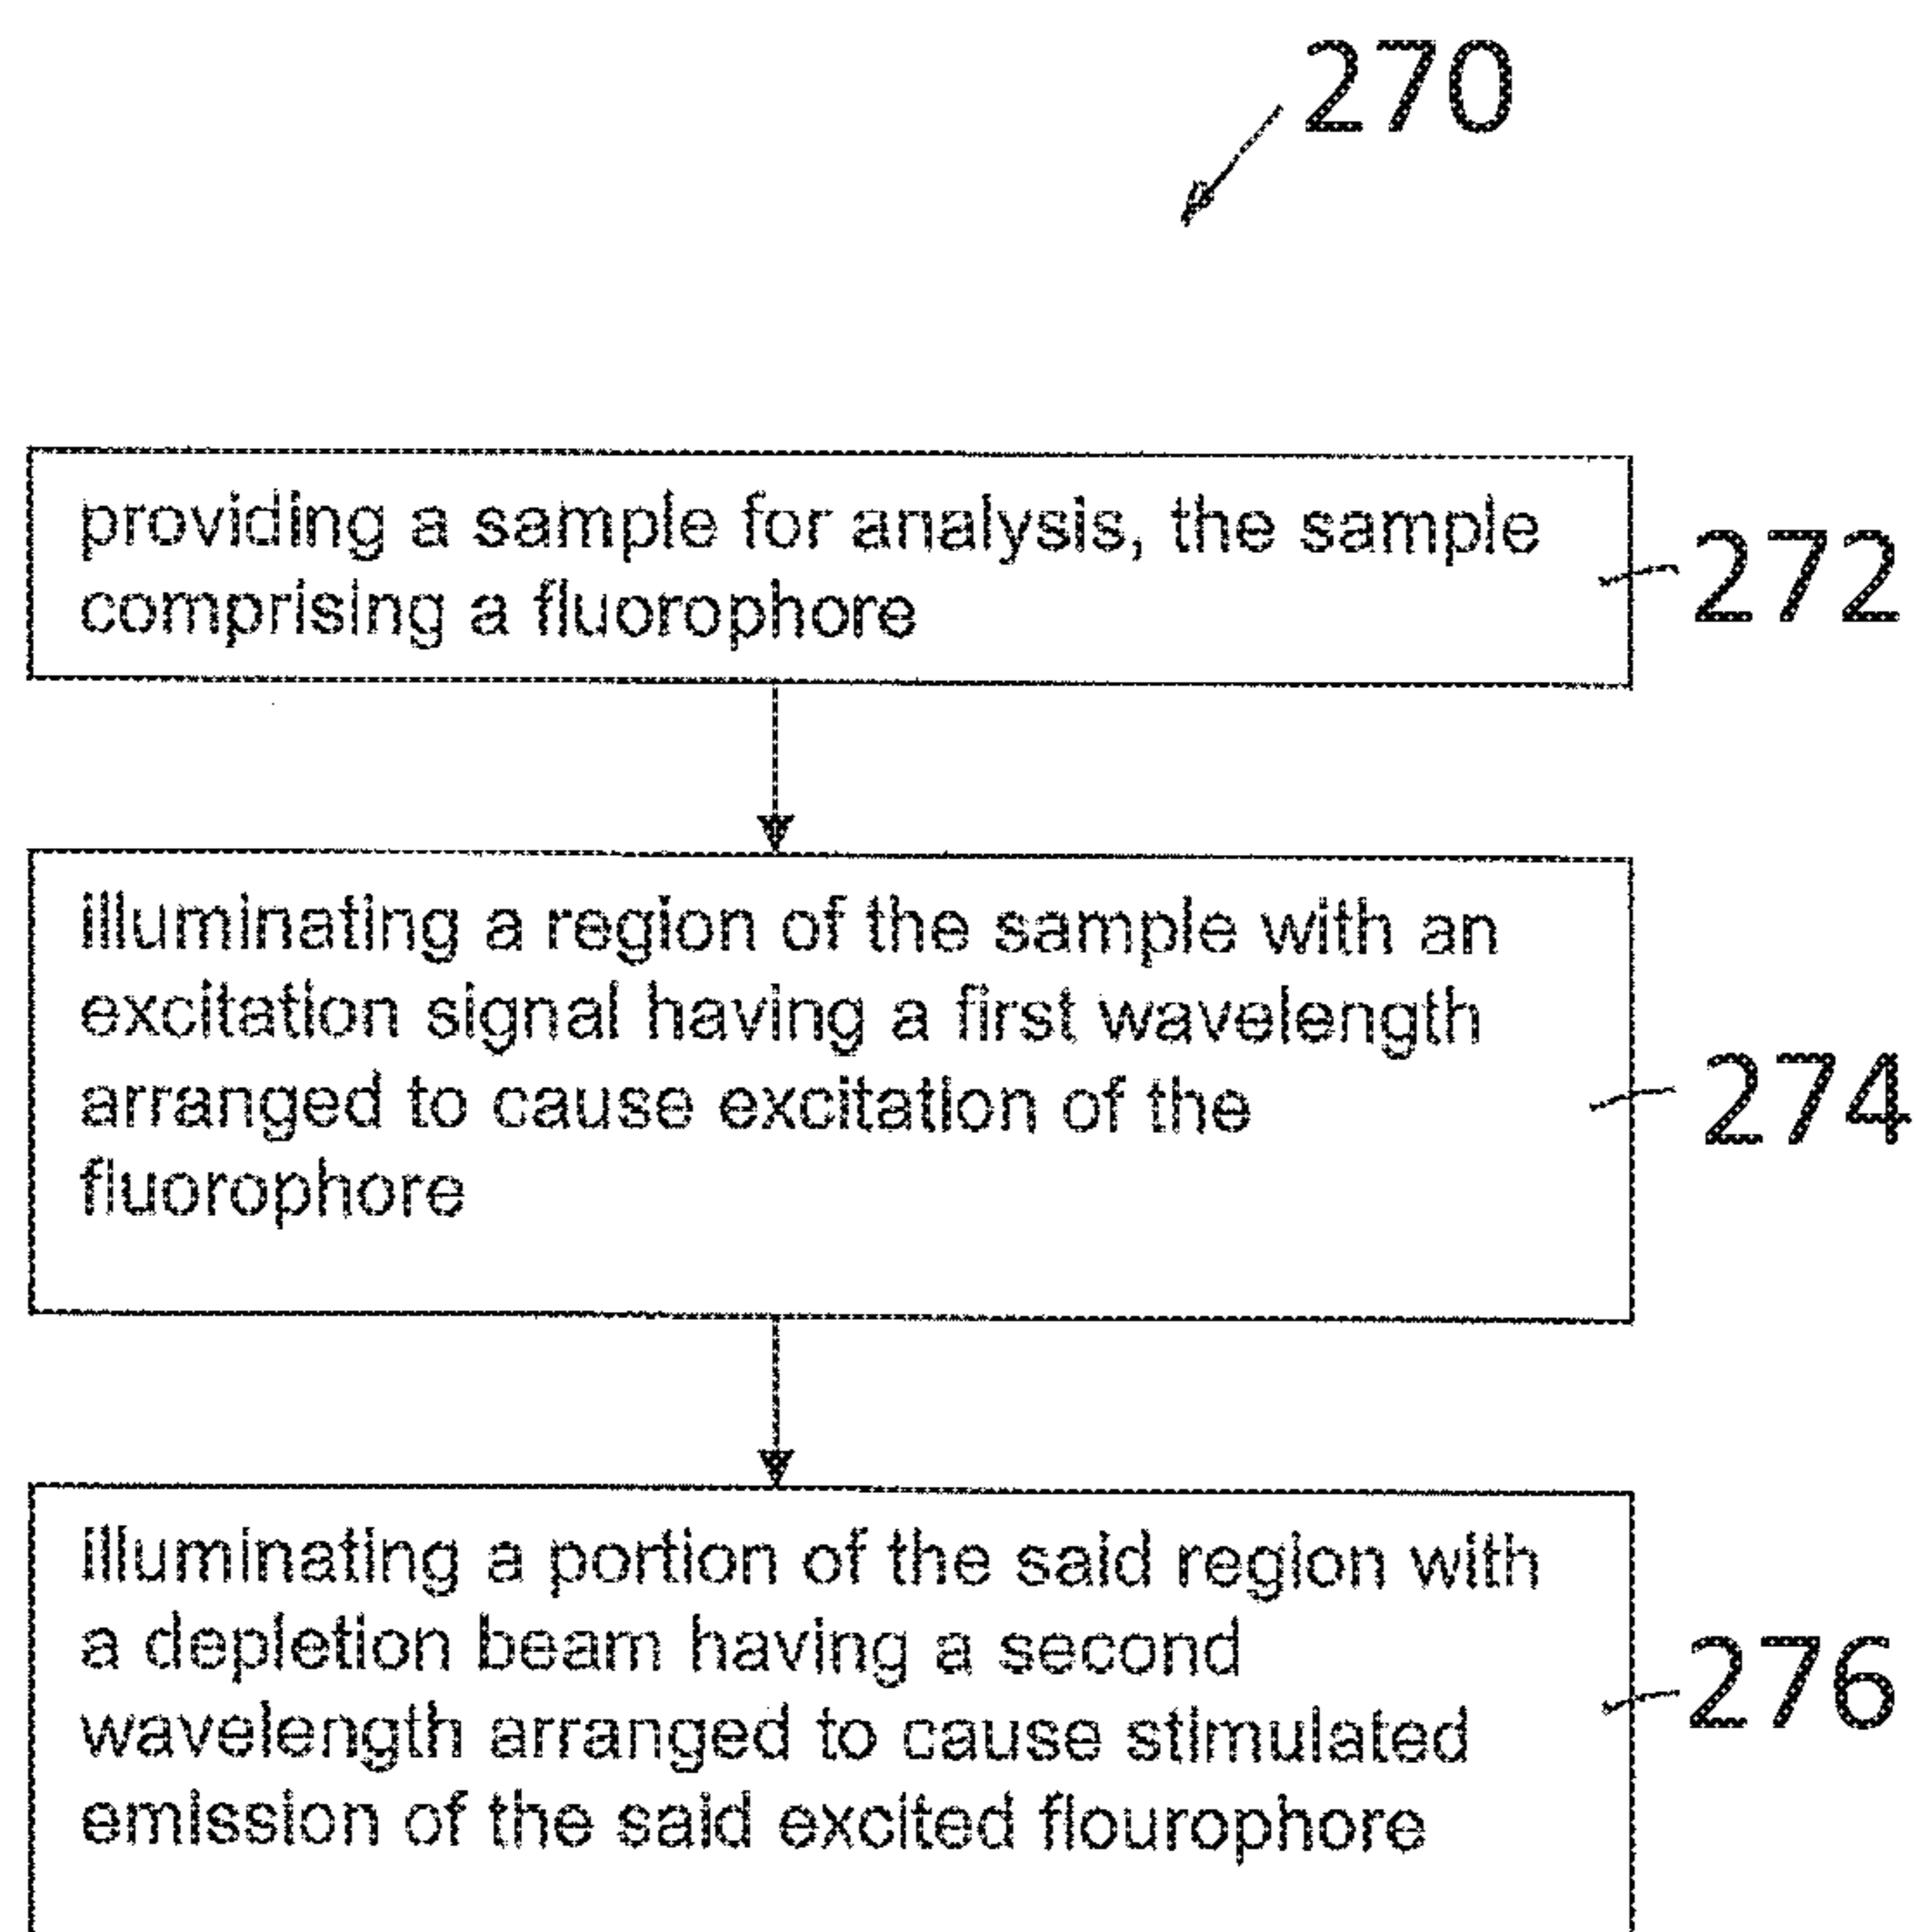 270
providing a sample for analysis, the sample
comprising a fluorophore
272
illuminating a region of the sample with an
excitation signal having a first wavelength
arranged to cause excitation of the
fluorophore
274
illuminating a portion of the said region with
a depletion beam having a second
wavelength arranged to cause stimulated
emission of the said excited flourophore
276